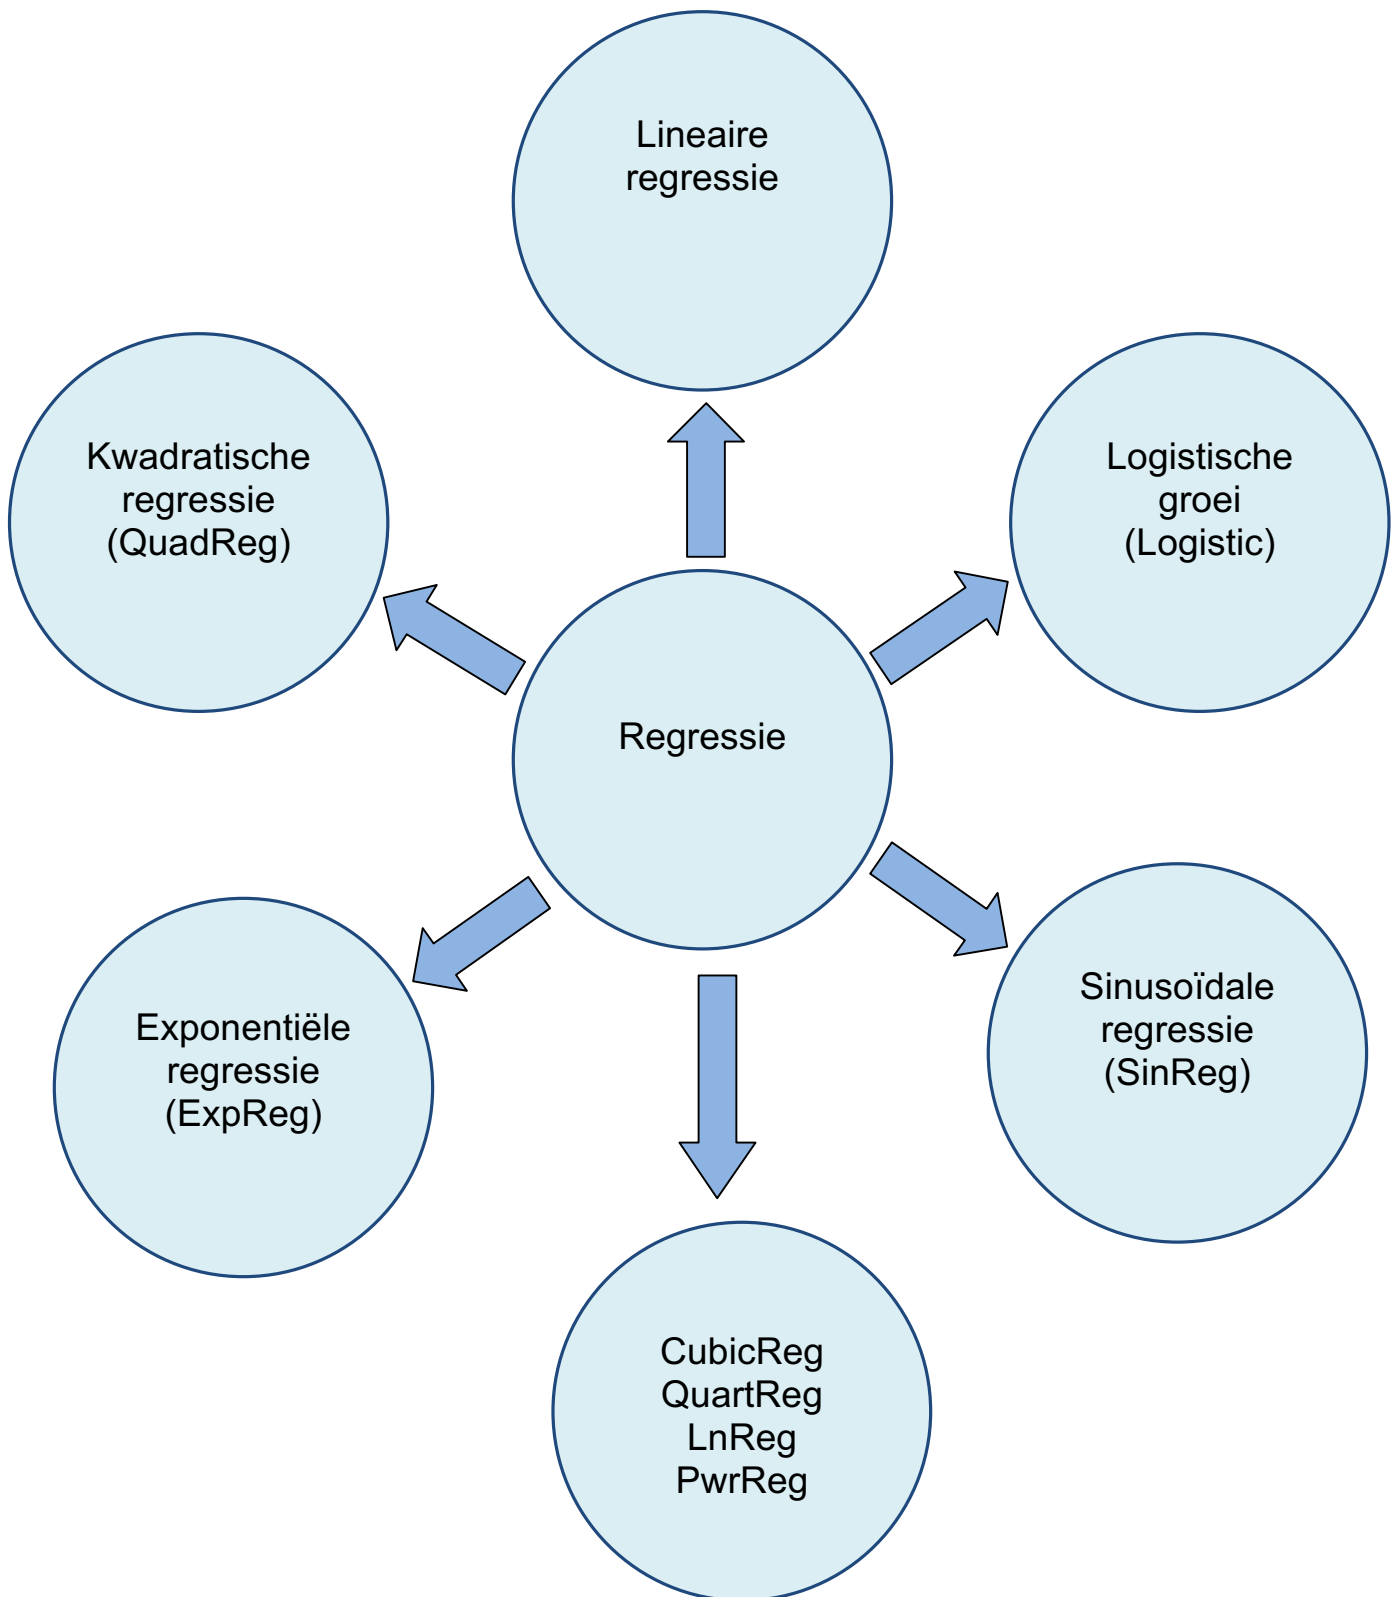 Lineaire
regressie
Kwadratische
regressie
(QuadReg)
Logistische
groei
(Logistic)
Regressie
Exponentiële
regressie
(ExpReg)
Sinusoïdale
regressie
(SinReg)
CubicReg
QuartReg
LnReg
PwrReg